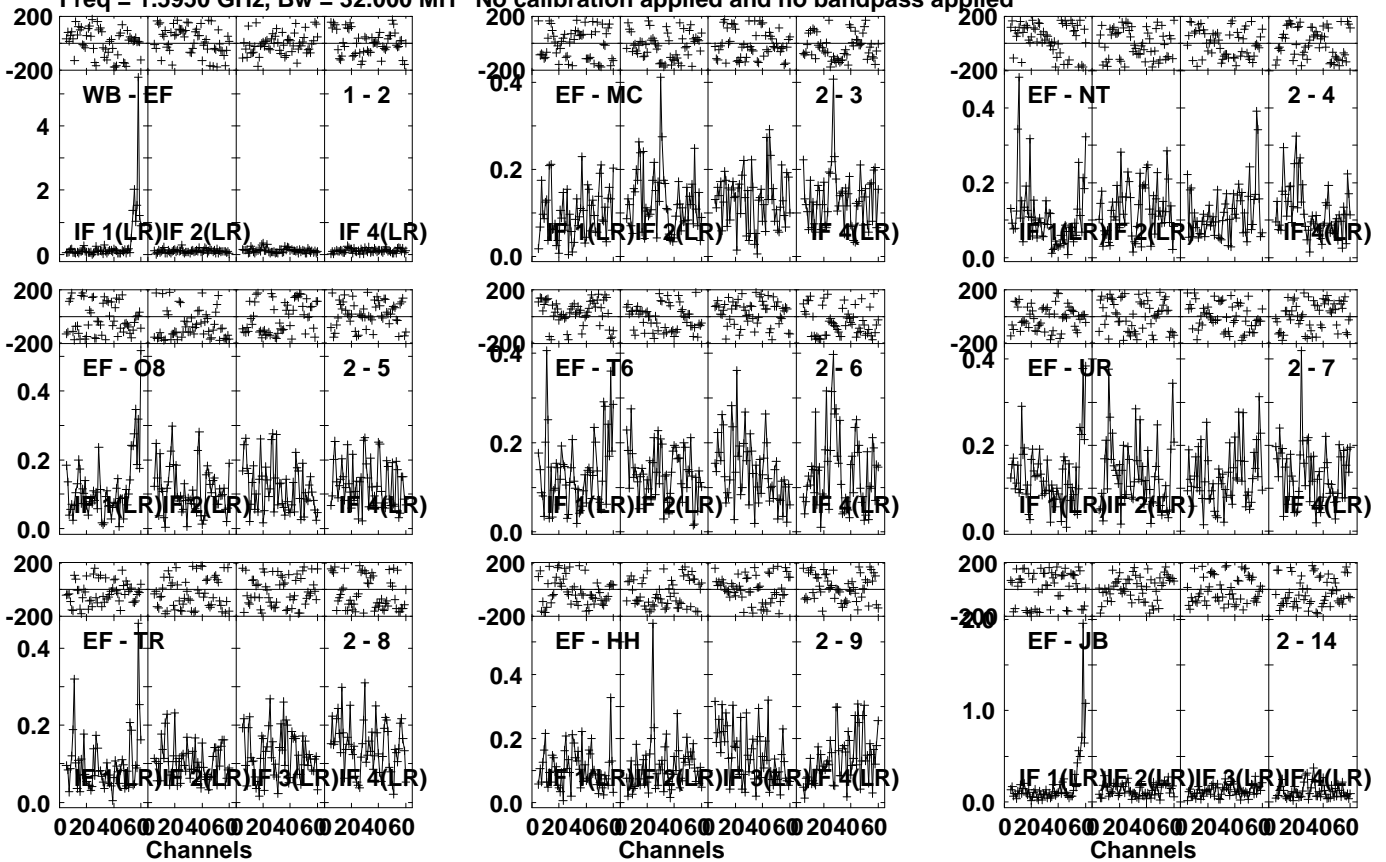 Freq = 1.5950 GHz, Bw = 32.000 MH No calibration applied and no bandpass applied
200
-200
WB - EF 1 - 2
4
2
0
IF 1(LR) IF 2(LR) IF 4(LR)
200
-200
0.4
EF - MC 2 - 3
0.2
0.0
IF 1(LR) IF 2(LR) IF 4(LR)
200
-200
EF - NT 2 - 4
0.4
0.2
0.0
IF 1(LR) IF 2(LR) IF 4(LR)
200
-200
EF - O8 2 - 5
0.4
0.2
0.0
IF 1(LR) IF 2(LR) IF 4(LR)
200
-200
0.4
EF - T6 2 - 6
0.2
0.0
IF 1(LR) IF 2(LR) IF 4(LR)
200
-200
0.4
EF - UR 2 - 7
0.2
0.0
IF 1(LR) IF 2(LR) IF 4(LR)
200
-200
EF - TR 2 - 8
0.4
0.2
0.0
IF 1(LR) IF 2(LR) IF 3(LR) IF 4(LR)
0 20 40 60 0 20 40 60 0 20 40 60 0 20 40 60
Channels
200
-200
EF - HH 2 - 9
0.4
0.2
0.0
IF 1(LR) IF 2(LR) IF 3(LR) IF 4(LR)
0 20 40 60 0 20 40 60 0 20 40 60 0 20 40 60
Channels
200
-200
2.0
EF - JB 2 - 14
1.0
0.0
IF 1(LR) IF 2(LR) IF 3(LR) IF 4(LR)
0 20 40 60 0 20 40 60 0 20 40 60 0 20 40 60
Channels